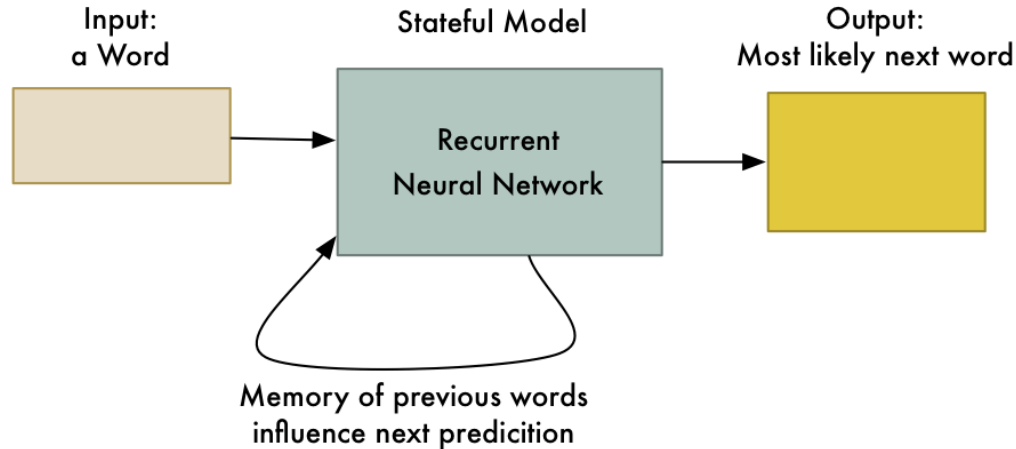 Input:
a Word
Stateful Model
Output:
Most likely next word
Recurrent
Neural Network
Memory of previous words
influence next predicition